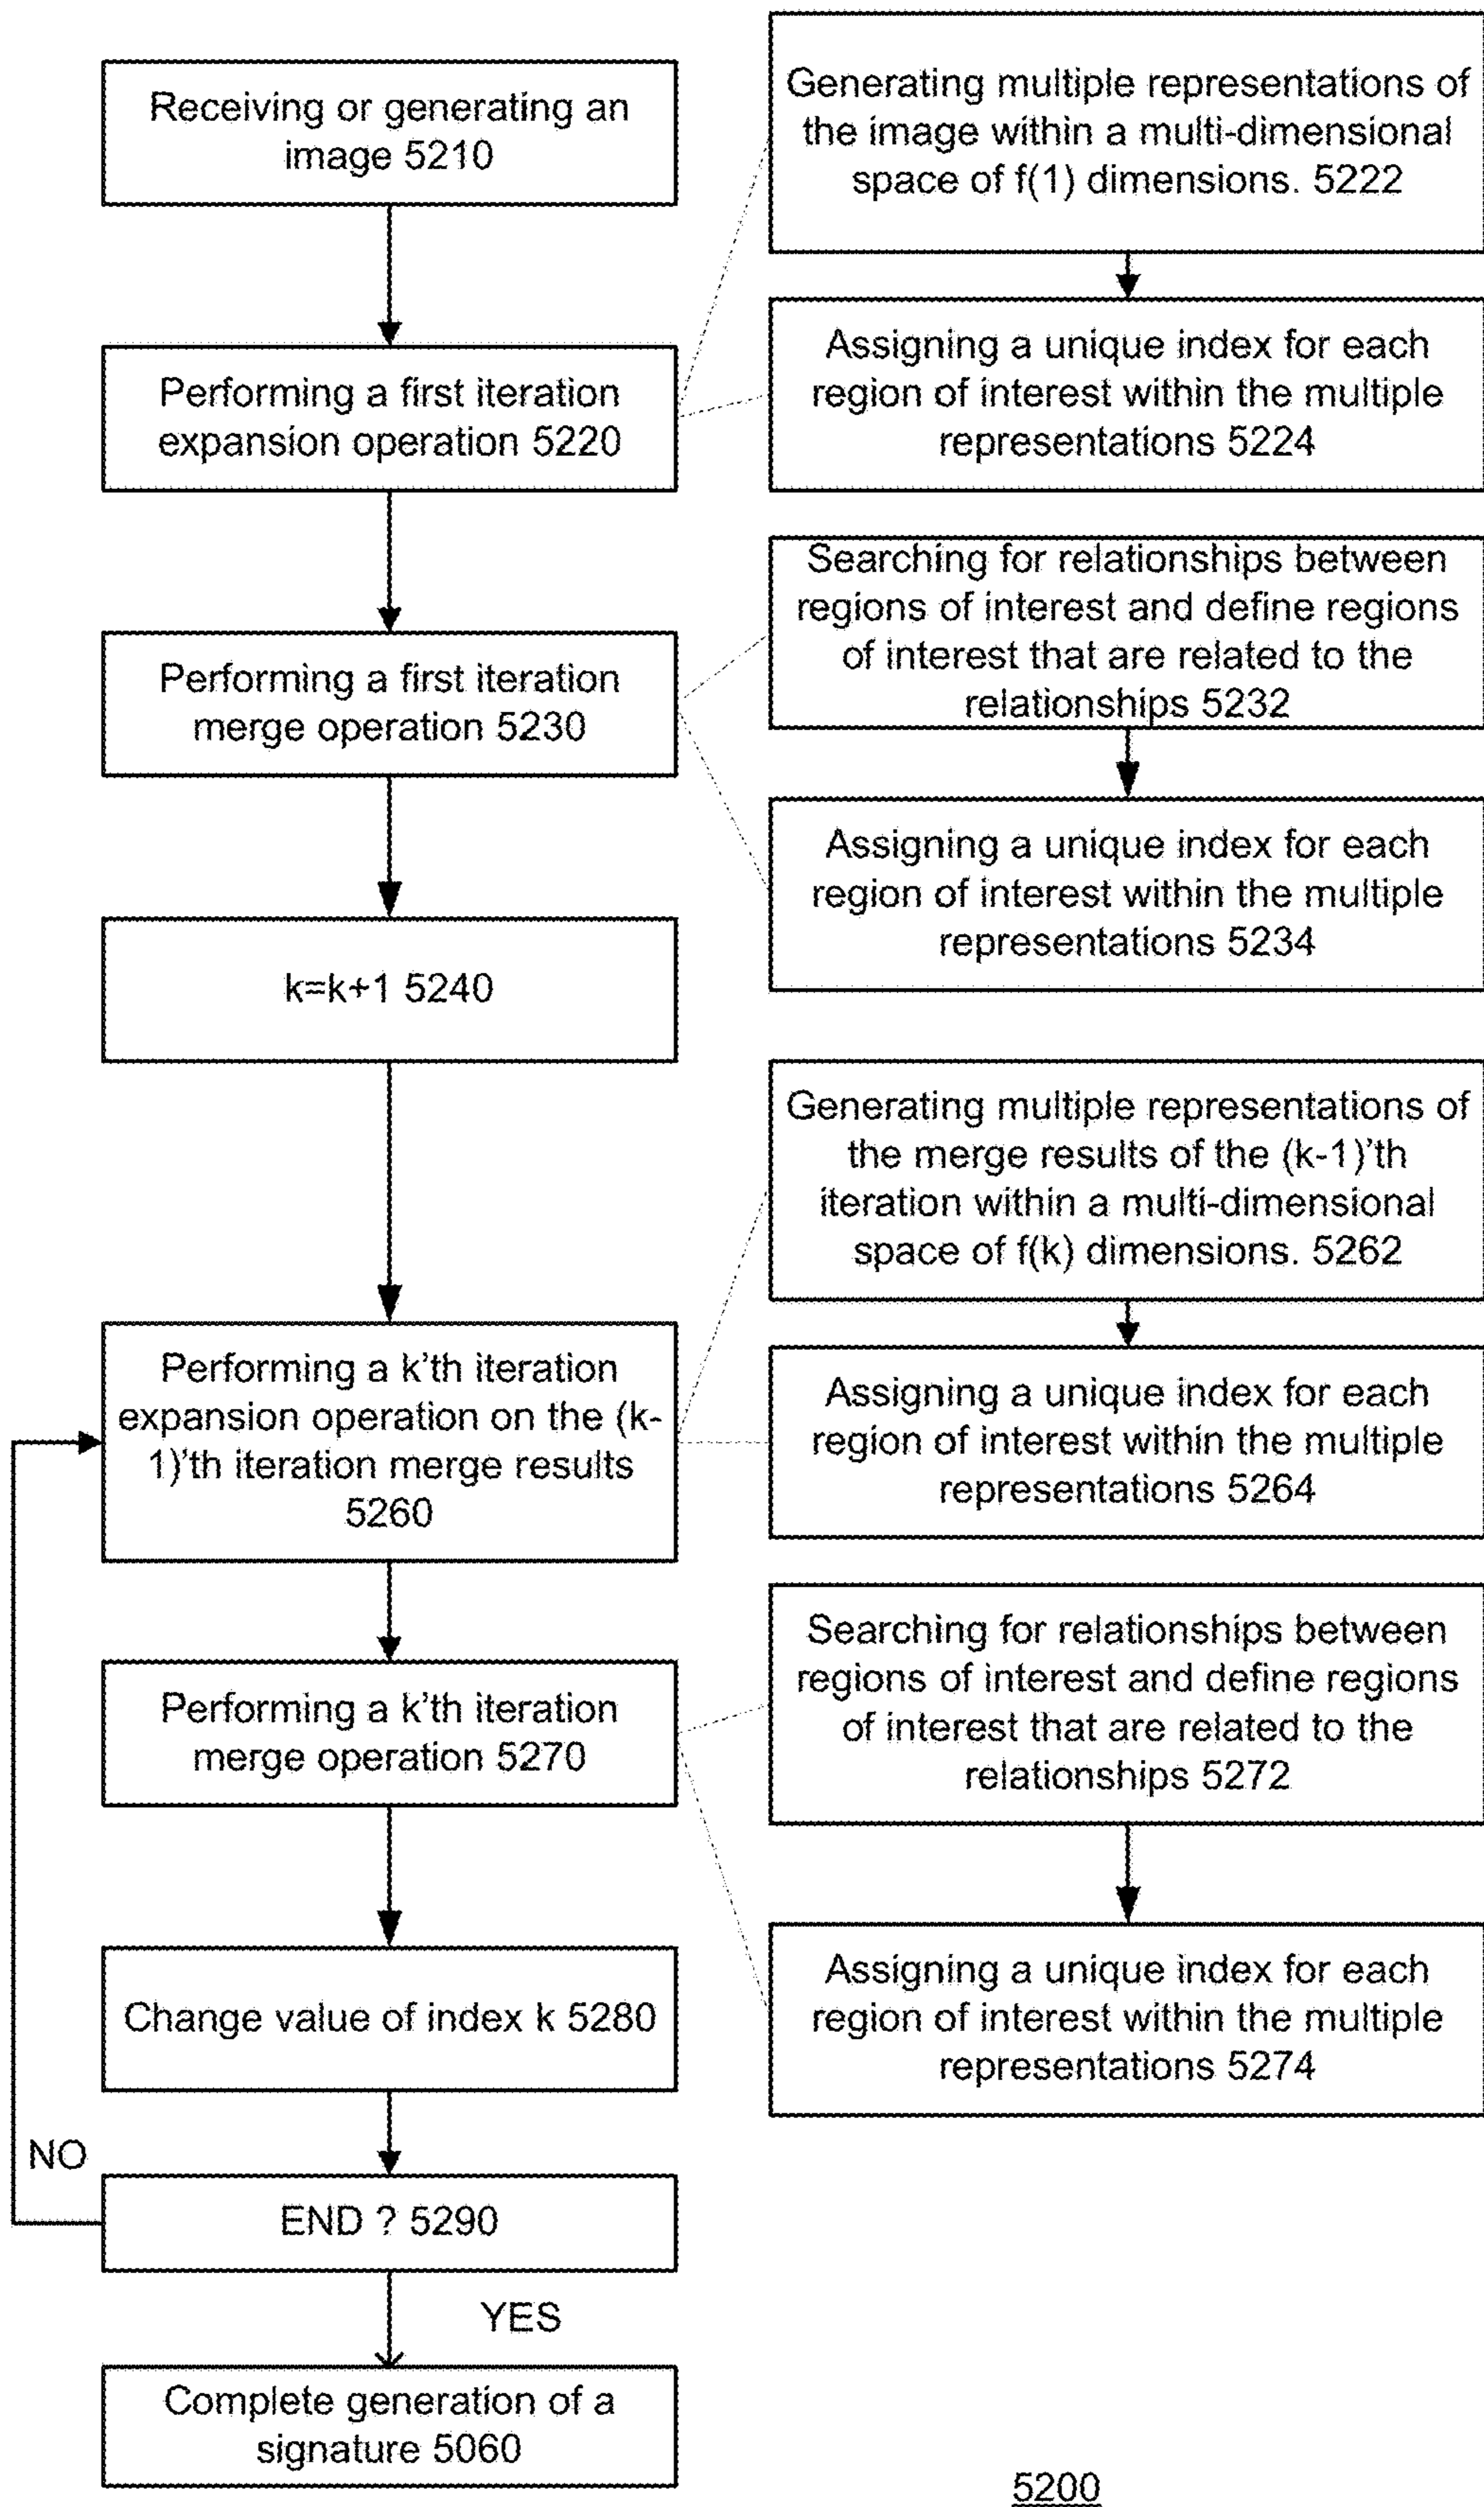 Receiving or generating an
image 5210
Generating multiple representations of
the image within a multi-dimensional
space of f(1) dimensions. 5222
Performing a first iteration
expansion operation 5220
Assigning a unique index for each
region of interest within the multiple
representations 5224
Performing a first iteration
merge operation 5230
Searching for relationships between
regions of interest and define regions
of interest that are related to the
relationships 5232
Assigning a unique index for each
region of interest within the multiple
representations 5234
k=k+1 5240
Generating multiple representations of
the merge results of the (k-1)'th
iteration within a multi-dimensional
space of f(k) dimensions. 5262
Performing a k'th iteration
expansion operation on the (k-
1)'th iteration merge results
5260
Assigning a unique index for each
region of interest within the multiple
representations 5264
Performing a k'th iteration
merge operation 5270
Searching for relationships between
regions of interest and define regions
of interest that are related to the
relationships 5272
Assigning a unique index for each
region of interest within the multiple
representations 5274
Change value of index k 5280
NO
END ? 5290
YES
Complete generation of a
signature 5060
5200